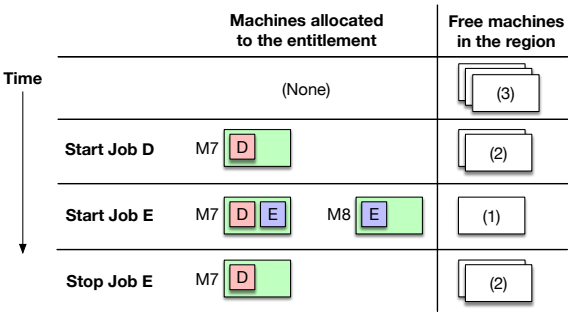 Machines allocated
to the entitlement
Free machines
in the region
Time
(None)
(3)
Start Job D
M7
D
(2)
Start Job E
M7
D
E
M8
E
(1)
Stop Job E
M7
D
(2)